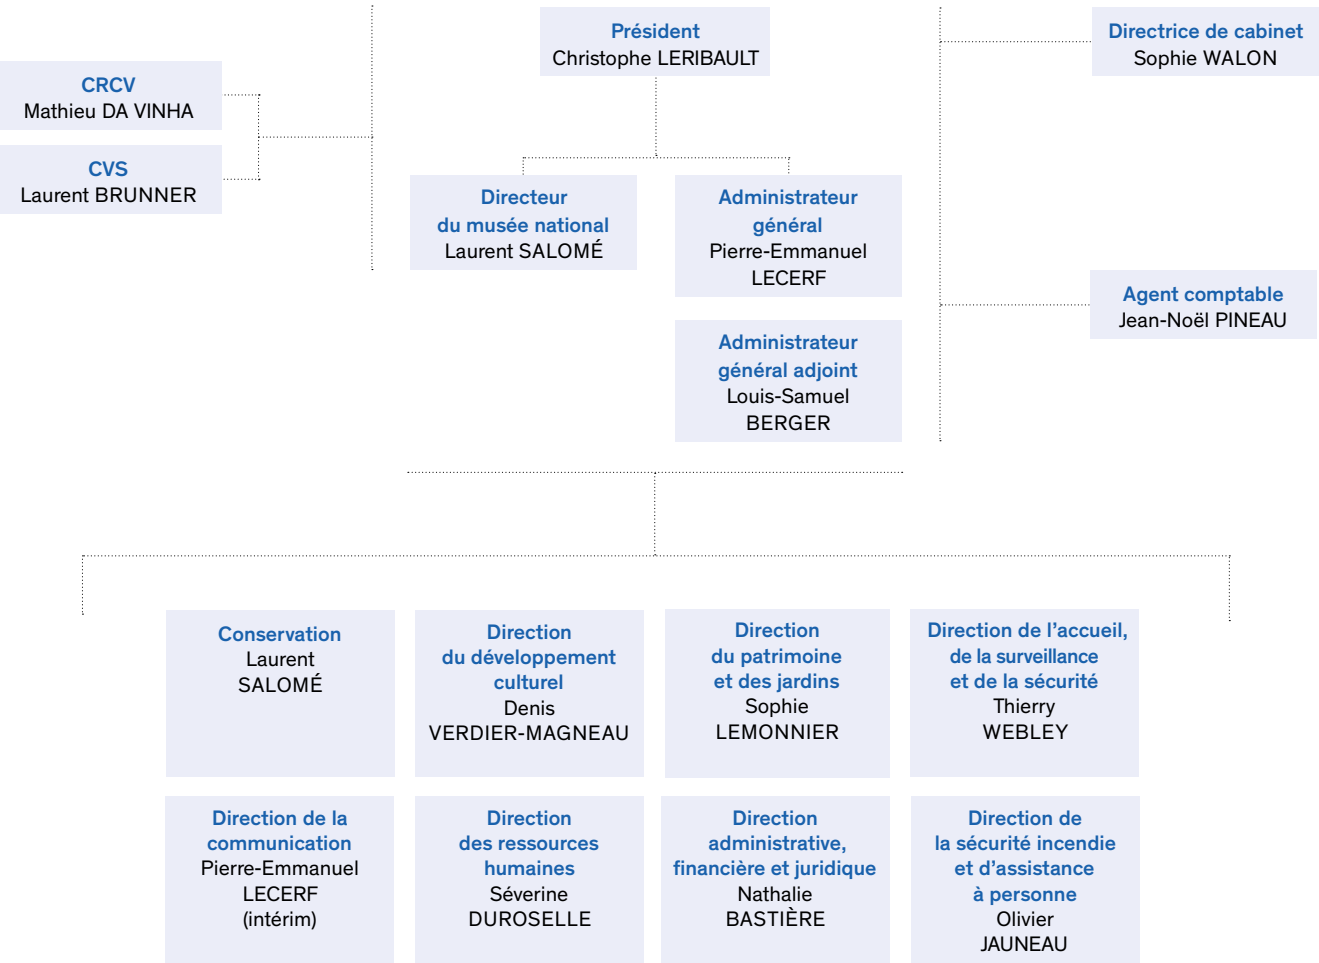 Président
Christophe LERIBAULT
Directrice de cabinet
Sophie WALON
CRCV
Mathieu DA VINHA
CVS
Laurent BRUNNER
Directeur
du musée national
Laurent SALOMÉ
Administrateur
général
Pierre-Emmanuel
LECERF
Agent comptable
Jean-Noël PINEAU
Administrateur
général adjoint
Louis-Samuel
BERGER
Conservation
Laurent
SALOMÉ
Direction
du développement
culturel
Denis
VERDIER-MAGNEAU
Direction
du patrimoine
et des jardins
Sophie
LEMONNIER
Direction de l’accueil,
de la surveillance
et de la sécurité
Thierry
WEBLEY
Direction de la
communication
Pierre-Emmanuel
LECERF
(intérim)
Direction
des ressources
humaines
Séverine
DUROSELLE
Direction
administrative,
financière et juridique
Nathalie
BASTIÈRE
Direction de
la sécurité incendie
et d’assistance
à personne
Olivier
JAUNEAU